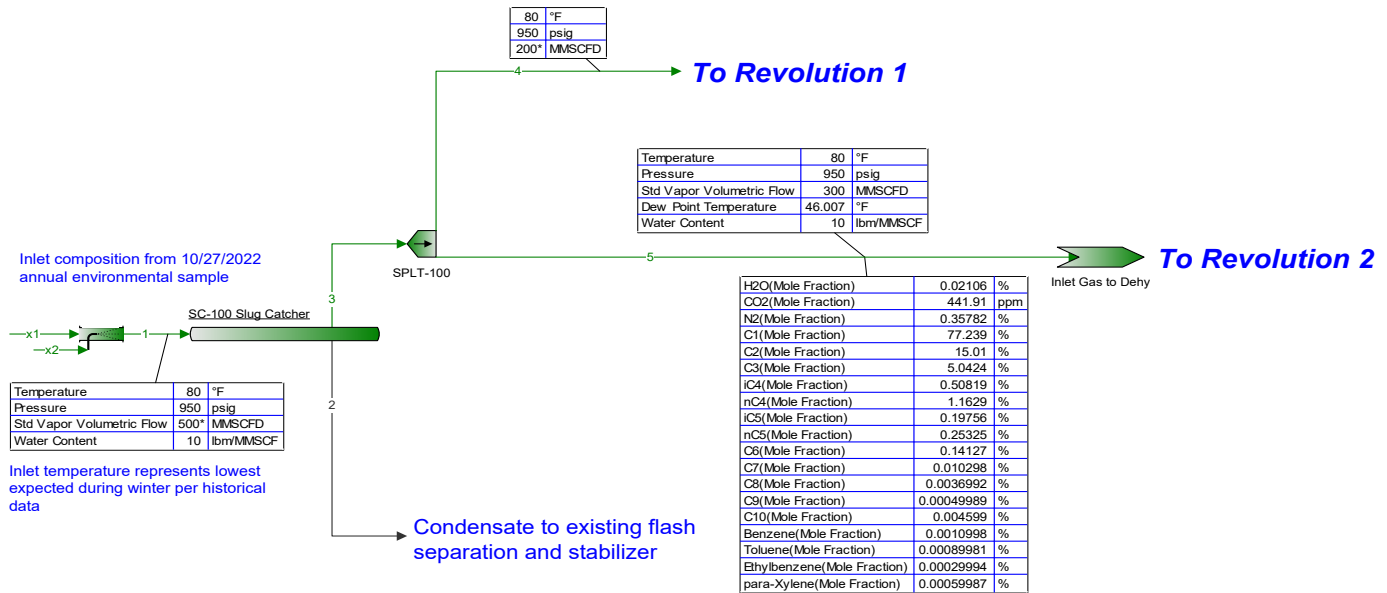 80 °F
950 psig
200* MMSCFD
4
To Revolution 1
Temperature 80 °F
Pressure 950 psig
Std Vapor Volumetric Flow 300 MMSCFD
Dew Point Temperature 46.007 °F
Water Content 10 lbm/MMSCF
Inlet composition from 10/27/2022
annual environmental sample
SPLT-100
5
To Revolution 2
Inlet Gas to Dehy
3
SC-100 Slug Catcher
x1
x2
1
2
Temperature 80 °F
Pressure 950 psig
Std Vapor Volumetric Flow 500* MMSCFD
Water Content 10 lbm/MMSCF
Inlet temperature represents lowest
expected during winter per historical
data
Condensate to existing flash
separation and stabilizer
H2O(Mole Fraction) 0.02106 %
CO2(Mole Fraction) 441.91 ppm
N2(Mole Fraction) 0.35782 %
C1(Mole Fraction) 77.239 %
C2(Mole Fraction) 15.01 %
C3(Mole Fraction) 5.0424 %
iC4(Mole Fraction) 0.50819 %
nC4(Mole Fraction) 1.1629 %
iC5(Mole Fraction) 0.19756 %
nC5(Mole Fraction) 0.25325 %
C6(Mole Fraction) 0.14127 %
C7(Mole Fraction) 0.010298 %
C8(Mole Fraction) 0.0036992 %
C9(Mole Fraction) 0.00049989 %
C10(Mole Fraction) 0.004599 %
Benzene(Mole Fraction) 0.0010998 %
Toluene(Mole Fraction) 0.00089981 %
Ethylbenzene(Mole Fraction) 0.00029994 %
para-Xylene(Mole Fraction) 0.00059987 %